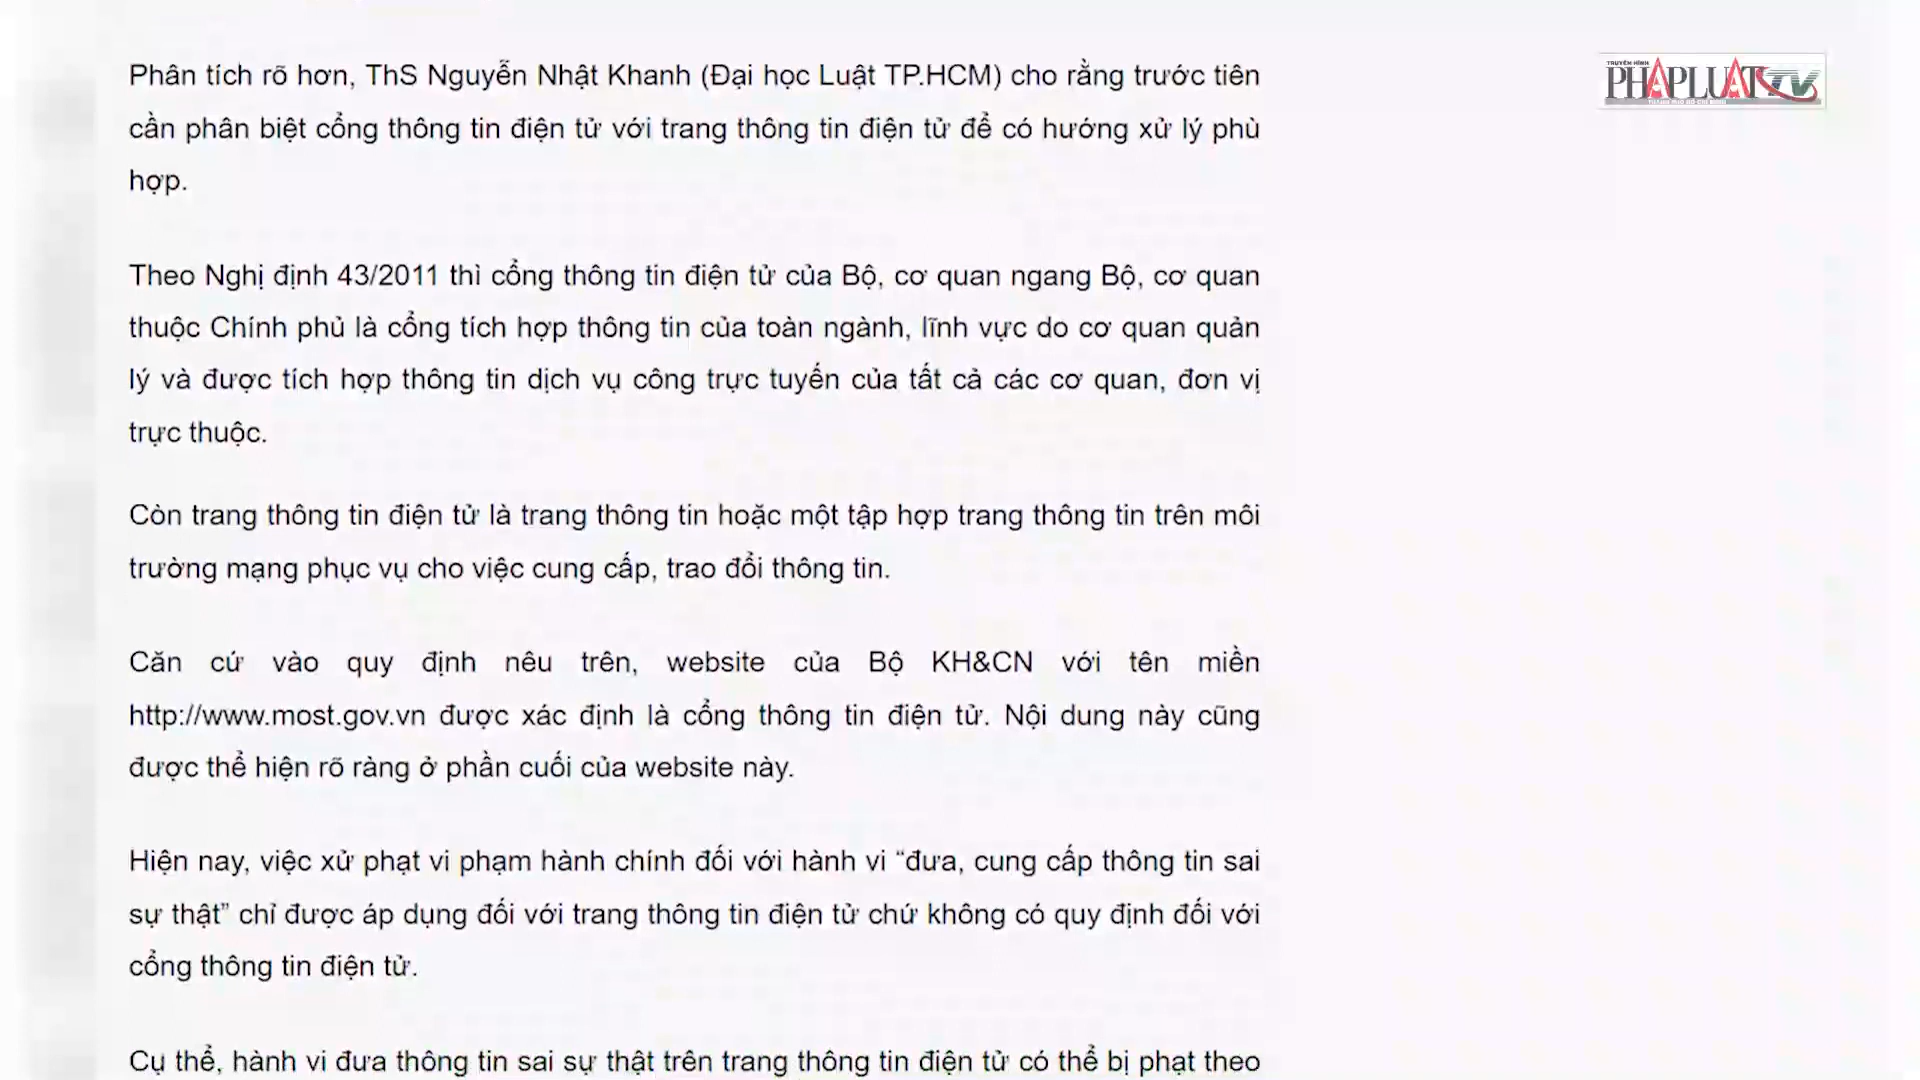 Phân tích rõ hơn, ThS Nguyễn Nhật Khanh (Đại học Luật TP.HCM) cho rằng trước tiên
cần phân biệt cổng thông tin điện tử với trang thông tin điện tử để có hướng xử lý phù
hợp.
Theo Nghị định 43/2011 thì cổng thông tin điện tử của Bộ, cơ quan ngang Bộ, cơ quan
thuộc Chính phủ là cổng tích hợp thông tin của toàn ngành, lĩnh vực do cơ quan quản
lý và được tích hợp thông tin dịch vụ công trực tuyến của tất cả các cơ quan, đơn vị
trực thuộc.
Còn trang thông tin điện tử là trang thông tin hoặc một tập hợp trang thông tin trên môi
trường mạng phục vụ cho việc cung cấp, trao đổi thông tin.
Căn cứ vào quy định nêu trên, website của Bộ KH&CN với tên miền
http://www.most.gov.vn được xác định là cổng thông tin điện tử. Nội dung này cũng
được thể hiện rõ ràng ở phần cuối của website này.
Hiện nay, việc xử phạt vi phạm hành chính đối với hành vi “đưa, cung cấp thông tin sai
sự thật” chỉ được áp dụng đối với trang thông tin điện tử chứ không có quy định đối với
cổng thông tin điện tử.
Cụ thể, hành vi đưa thông tin sai sự thật trên trang thông tin điện tử có thể bị phạt theo
TRUYỀN HÌNH
PHÁP LUẬT TV
THÀNH PHỐ HỒ CHÍ MINH